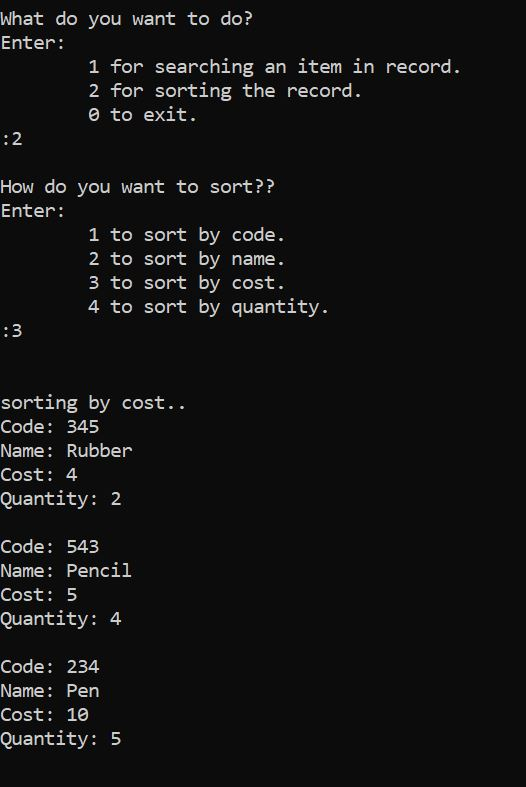 What do you want to do?
Enter:
1 for searching an item in record.
2 for sorting the record.
0 to exit.
:2
How do you want to sort??
Enter:
1 to sort by code.
2 to sort by name.
3 to sort by cost.
4 to sort by quantity.
:3
sorting by cost..
Code: 345
Name: Rubber
Cost: 4
Quantity: 2
Code: 543
Name: Pencil
Cost: 5
Quantity: 4
Code: 234
Name: Pen
Cost: 10
Quantity: 5